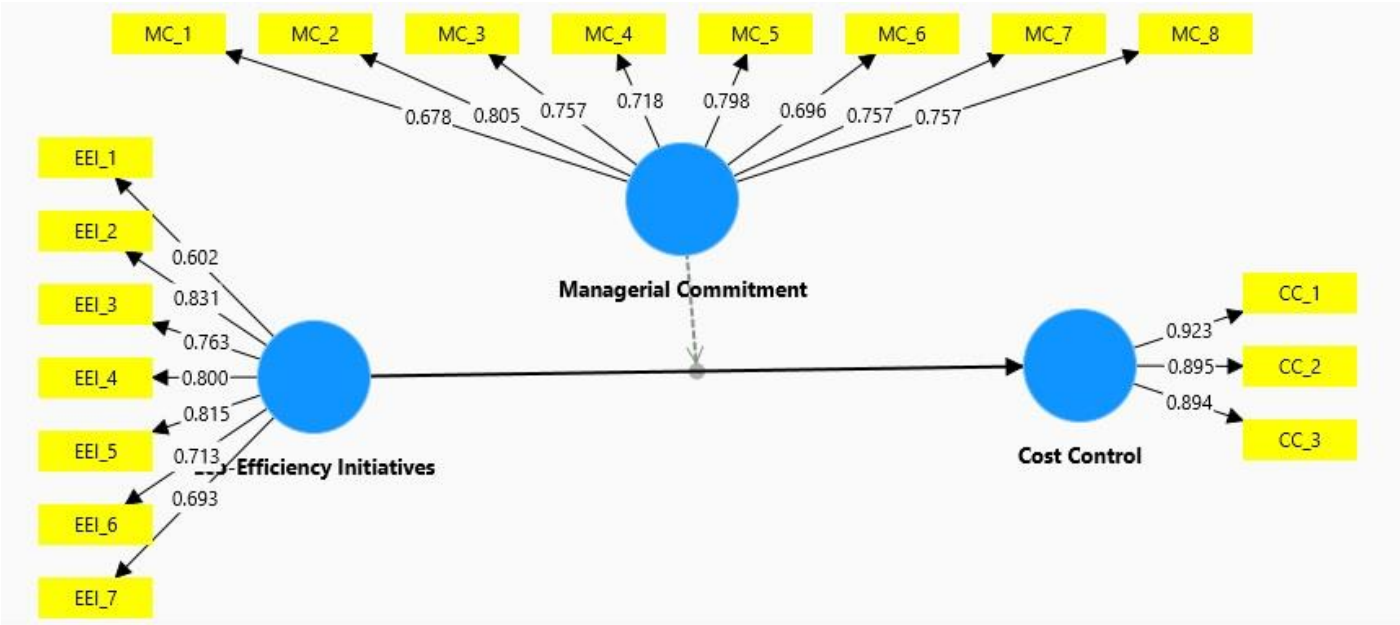 MC_1 MC_2 MC_3 MC_4 MC_5 MC_6 MC_7 MC_8
0.678 0.805 0.757 0.718 0.798 0.696 0.757 0.757
Managerial Commitment
EEI_1
EEI_2
EEI_3
EEI_4
EEI_5
EEI_6
EEI_7
0.602
0.831
0.763
0.800
0.815
0.713
0.693
-Efficiency Initiatives
CC_1
CC_2
CC_3
0.923
0.895
0.894
Cost Control